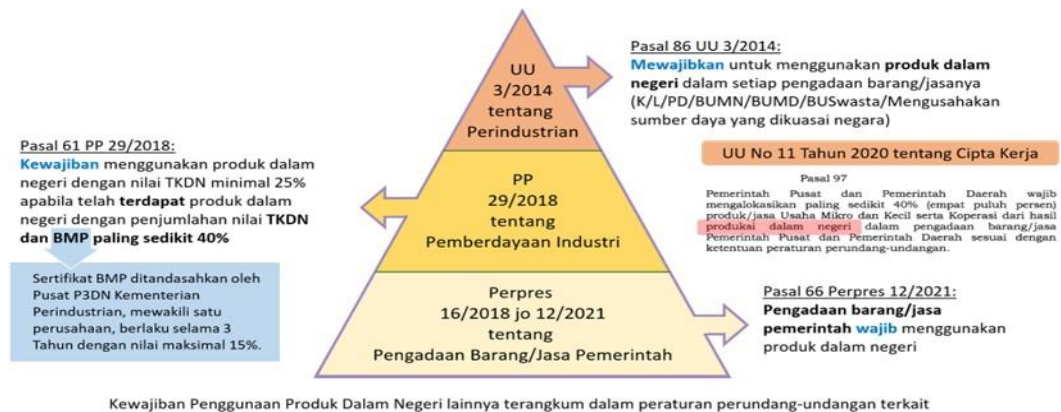 UU
3/2014
tentang
Perindustrian
Pasal 86 UU 3/2014:
Mewajibkan untuk menggunakan produk dalam
negeri dalam setiap pengadaan barang/jasanya
(K/L/PD/BUMN/BUMD/BUSwasta/Mengusahakan
sumber daya yang dikuasai negara)
UU No 11 Tahun 2020 tentang Cipta Kerja
Pasal 97
Pemerintah Pusat dan Pemerintah Daerah wajib
mengalokasikan paling sedikit 40% (empat puluh persen)
produk/jasa Usaha Mikro dan Kecil serta Koperasi dari hasil
produksi dalam negeri dalam pengadaan barang/jasa
Pemerintah Pusat dan Pemerintah Daerah sesuai dengan
ketentuan peraturan perundang-undangan.
Pasal 61 PP 29/2018:
Kewajiban menggunakan produk dalam
negeri dengan nilai TKDN minimal 25%
apabila telah terdapat produk dalam
negeri dengan penjumlahan nilai TKDN
dan BMP paling sedikit 40%
Sertifikat BMP ditandasahkan oleh
Pusat P3DN Kementerian
Perindustrian, mewakili satu
perusahaan, berlaku selama 3
Tahun dengan nilai maksimal 15%.
PP
29/2018
tentang
Pemberdayaan Industri
Perpres
16/2018 jo 12/2021
tentang
Pengadaan Barang/Jasa Pemerintah
Pasal 66 Perpres 12/2021:
Pengadaan barang/jasa
pemerintah wajib menggunakan
produk dalam negeri
Kewajiban Penggunaan Produk Dalam Negeri lainnya terangkum dalam peraturan perundang-undangan terkait